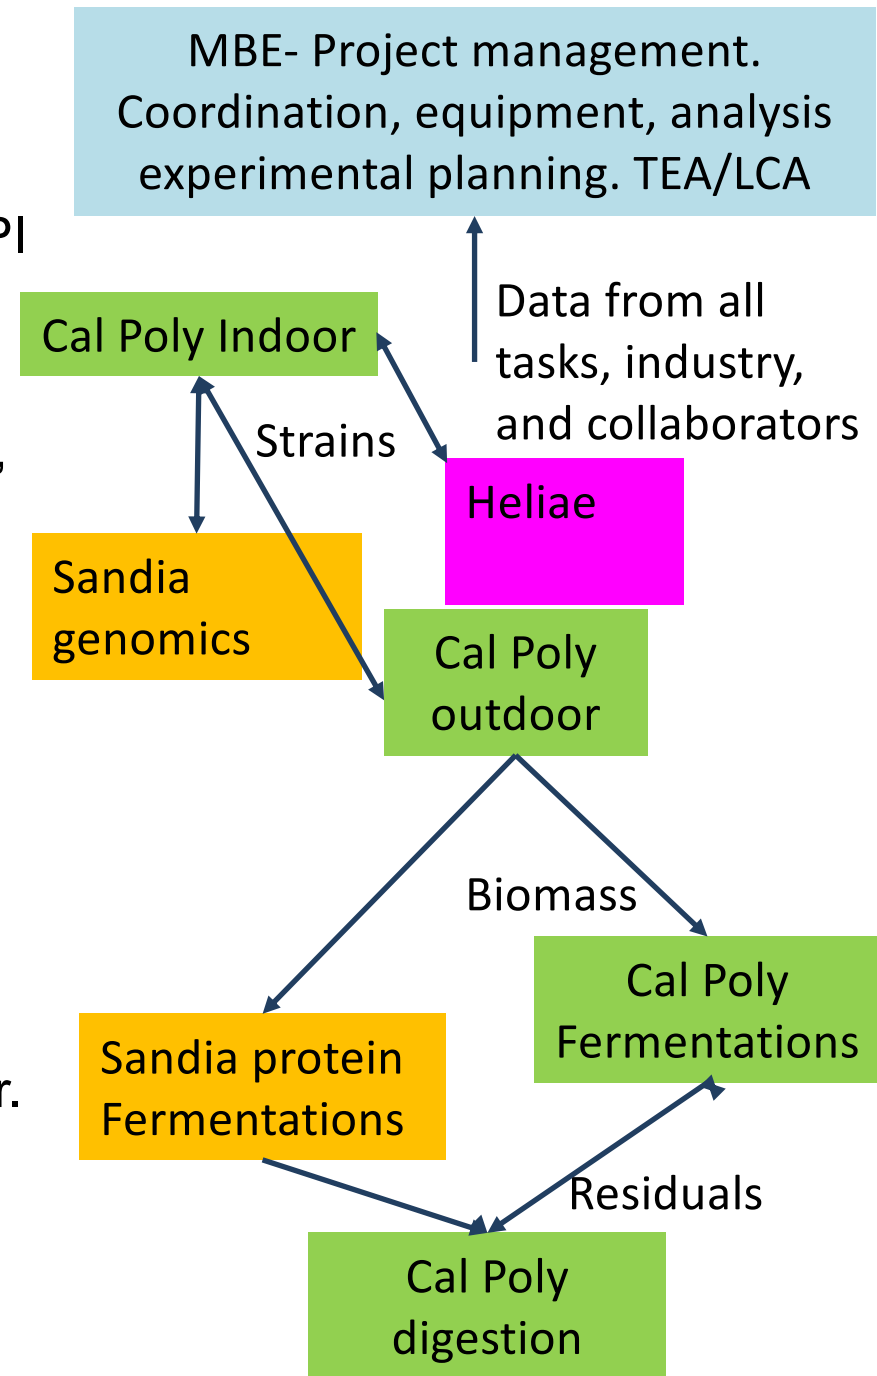 MBE- Project management.
Coordination, equipment, analysis
experimental planning. TEA/LCA
PI
Cal Poly Indoor
Data from all
tasks, industry,
and collaborators
Strains
,
Heliae
Sandia
genomics
Cal Poly
outdoor
Biomass
Cal Poly
Fermentations
Sandia protein
Fermentations
r.
Residuals
Cal Poly
digestion